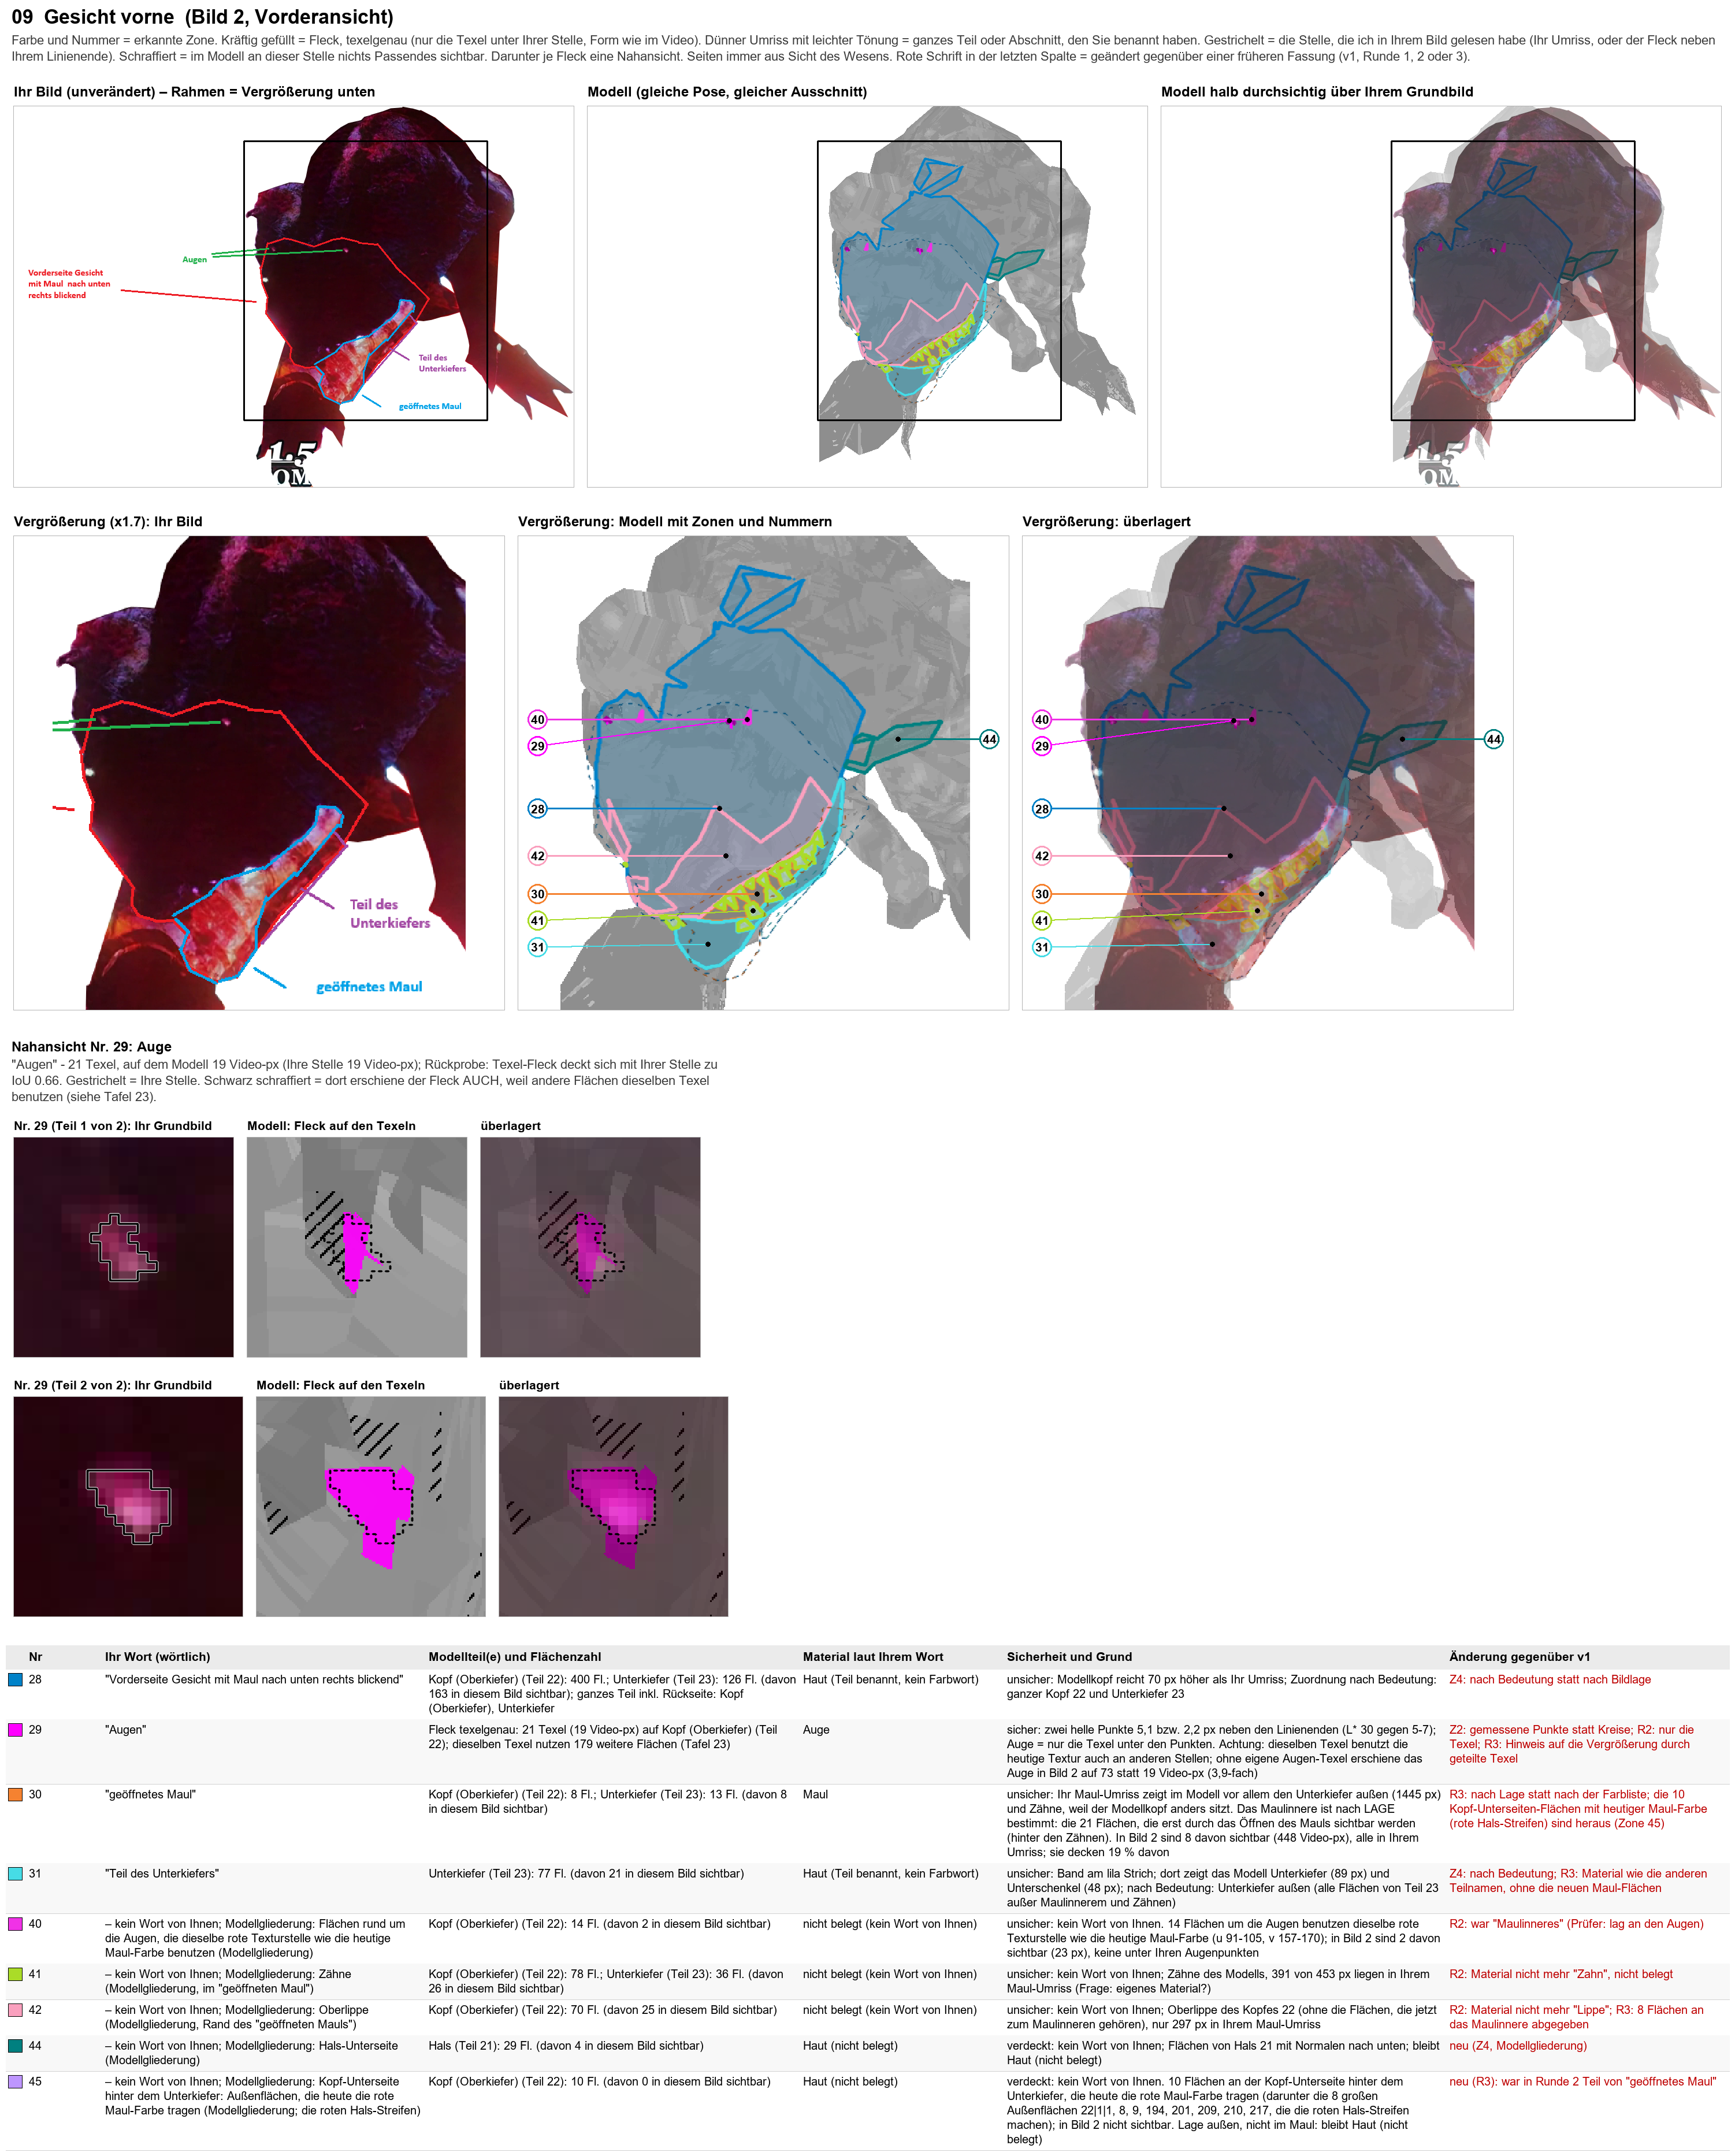 09 Gesicht vorne (Bild 2, Vorderansicht)
Farbe und Nummer = erkannte Zone. Kräftig gefüllt = Fleck, texelgenau (nur die Texel unter Ihrer Stelle, Form wie im Video). Dünner Umriss mit leichter Tönung = ganzes Teil oder Abschnitt, den Sie benannt haben. Gestrichelt = die Stelle, die ich in Ihrem Bild gelesen habe (Ihr Umriss, oder der Fleck neben
Ihrem Linienende). Schraffiert = im Modell an dieser Stelle nichts Passendes sichtbar. Darunter je Fleck eine Nahansicht. Seiten immer aus Sicht des Wesens. Rote Schrift in der letzten Spalte = geändert gegenüber einer früheren Fassung (v1, Runde 1, 2 oder 3).
Ihr Bild (unverändert) – Rahmen = Vergrößerung unten
Modell (gleiche Pose, gleicher Ausschnitt)
Modell halb durchsichtig über Ihrem Grundbild
Augen
Vorderseite Gesicht
mit Maul nach unten
rechts blickend
Teil des
Unterkiefers
geöffnetes Maul
1.5
OM
1.5
OM
Vergrößerung (x1.7): Ihr Bild
Vergrößerung: Modell mit Zonen und Nummern
Vergrößerung: überlagert
Teil des
Unterkiefers
geöffnetes Maul
40
29
44
28
42
30
41
31
40
29
44
28
42
30
41
31
Nahansicht Nr. 29: Auge
"Augen" - 21 Texel, auf dem Modell 19 Video-px (Ihre Stelle 19 Video-px); Rückprobe: Texel-Fleck deckt sich mit Ihrer Stelle zu
IoU 0.66. Gestrichelt = Ihre Stelle. Schwarz schraffiert = dort erschiene der Fleck AUCH, weil andere Flächen dieselben Texel
benutzen (siehe Tafel 23).
Nr. 29 (Teil 1 von 2): Ihr Grundbild
Modell: Fleck auf den Texeln
überlagert
Nr. 29 (Teil 2 von 2): Ihr Grundbild
Modell: Fleck auf den Texeln
überlagert
Nr Ihr Wort (wörtlich) Modellteil(e) und Flächenzahl Material laut Ihrem Wort Sicherheit und Grund Änderung gegenüber v1
28 "Vorderseite Gesicht mit Maul nach unten rechts blickend" Kopf (Oberkiefer) (Teil 22): 400 Fl.; Unterkiefer (Teil 23): 126 Fl. (davon Haut (Teil benannt, kein Farbwort) unsicher: Modellkopf reicht 70 px höher als Ihr Umriss; Zuordnung nach Bedeutung: Z4: nach Bedeutung statt nach Bildlage
163 in diesem Bild sichtbar); ganzes Teil inkl. Rückseite: Kopf ganzer Kopf 22 und Unterkiefer 23
(Oberkiefer), Unterkiefer
29 "Augen" Fleck texelgenau: 21 Texel (19 Video-px) auf Kopf (Oberkiefer) (Teil Auge sicher: zwei helle Punkte 5,1 bzw. 2,2 px neben den Linienenden (L* 30 gegen 5-7); Z2: gemessene Punkte statt Kreise; R2: nur die
22); dieselben Texel nutzen 179 weitere Flächen (Tafel 23) Auge = nur die Texel unter den Punkten. Achtung: dieselben Texel benutzt die Texel; R3: Hinweis auf die Vergrößerung durch
heutige Textur auch an anderen Stellen; ohne eigene Augen-Texel erschiene das geteilte Texel
Auge in Bild 2 auf 73 statt 19 Video-px (3,9-fach)
30 "geöffnetes Maul" Kopf (Oberkiefer) (Teil 22): 8 Fl.; Unterkiefer (Teil 23): 13 Fl. (davon 8 Maul unsicher: Ihr Maul-Umriss zeigt im Modell vor allem den Unterkiefer außen (1445 px) R3: nach Lage statt nach der Farbliste; die 10
in diesem Bild sichtbar) und Zähne, weil der Modellkopf anders sitzt. Das Maulinnere ist nach LAGE Kopf-Unterseiten-Flächen mit heutiger Maul-Farbe
bestimmt: die 21 Flächen, die erst durch das Öffnen des Mauls sichtbar werden (rote Hals-Streifen) sind heraus (Zone 45)
(hinter den Zähnen). In Bild 2 sind 8 davon sichtbar (448 Video-px), alle in Ihrem
Umriss; sie decken 19 % davon
31 "Teil des Unterkiefers" Unterkiefer (Teil 23): 77 Fl. (davon 21 in diesem Bild sichtbar) Haut (Teil benannt, kein Farbwort) unsicher: Band am lila Strich; dort zeigt das Modell Unterkiefer (89 px) und Z4: nach Bedeutung; R3: Material wie die anderen
Unterschenkel (48 px); nach Bedeutung: Unterkiefer außen (alle Flächen von Teil 23 Teilnamen, ohne die neuen Maul-Flächen
außer Maulinnerem und Zähnen)
40 – kein Wort von Ihnen; Modellgliederung: Flächen rund um Kopf (Oberkiefer) (Teil 22): 14 Fl. (davon 2 in diesem Bild sichtbar) nicht belegt (kein Wort von Ihnen) unsicher: kein Wort von Ihnen. 14 Flächen um die Augen benutzen dieselbe rote R2: war "Maulinneres" (Prüfer: lag an den Augen)
die Augen, die dieselbe rote Texturstelle wie die heutige Texturstelle wie die heutige Maul-Farbe (u 91-105, v 157-170); in Bild 2 sind 2 davon
Maul-Farbe benutzen (Modellgliederung) sichtbar (23 px), keine unter Ihren Augenpunkten
41 – kein Wort von Ihnen; Modellgliederung: Zähne Kopf (Oberkiefer) (Teil 22): 78 Fl.; Unterkiefer (Teil 23): 36 Fl. (davon nicht belegt (kein Wort von Ihnen) unsicher: kein Wort von Ihnen; Zähne des Modells, 391 von 453 px liegen in Ihrem R2: Material nicht mehr "Zahn", nicht belegt
(Modellgliederung, im "geöffneten Maul") 26 in diesem Bild sichtbar) Maul-Umriss (Frage: eigenes Material?)
42 – kein Wort von Ihnen; Modellgliederung: Oberlippe Kopf (Oberkiefer) (Teil 22): 70 Fl. (davon 25 in diesem Bild sichtbar) nicht belegt (kein Wort von Ihnen) unsicher: kein Wort von Ihnen; Oberlippe des Kopfes 22 (ohne die Flächen, die jetzt R2: Material nicht mehr "Lippe"; R3: 8 Flächen an
(Modellgliederung, Rand des "geöffneten Mauls") zum Maulinneren gehören), nur 297 px in Ihrem Maul-Umriss das Maulinnere abgegeben
44 – kein Wort von Ihnen; Modellgliederung: Hals-Unterseite Hals (Teil 21): 29 Fl. (davon 4 in diesem Bild sichtbar) Haut (nicht belegt) verdeckt: kein Wort von Ihnen; Flächen von Hals 21 mit Normalen nach unten; bleibt neu (Z4, Modellgliederung)
(Modellgliederung) Haut (nicht belegt)
45 – kein Wort von Ihnen; Modellgliederung: Kopf-Unterseite Kopf (Oberkiefer) (Teil 22): 10 Fl. (davon 0 in diesem Bild sichtbar) Haut (nicht belegt) verdeckt: kein Wort von Ihnen. 10 Flächen an der Kopf-Unterseite hinter dem neu (R3): war in Runde 2 Teil von "geöffnetes Maul"
hinter dem Unterkiefer: Außenflächen, die heute die rote Unterkiefer, die heute die rote Maul-Farbe tragen (darunter die 8 großen
Maul-Farbe tragen (Modellgliederung; die roten Hals-Streifen) Außenflächen 22|1|1, 8, 9, 194, 201, 209, 210, 217, die die roten Hals-Streifen
machen); in Bild 2 nicht sichtbar. Lage außen, nicht im Maul: bleibt Haut (nicht
belegt)